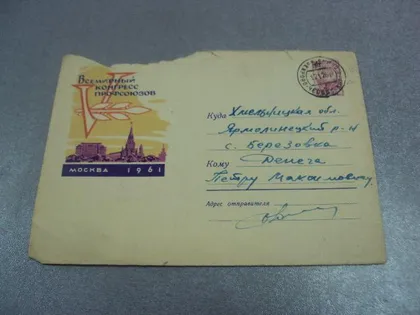 Всемирный
Конгресс
Профсоюзов
МОСКВА 1961
Куда Хмельницкая обл.
Ярмолинецкий р-н
с. Березовка
Кому Денега
Петру Максимовичу
Адрес отправителя